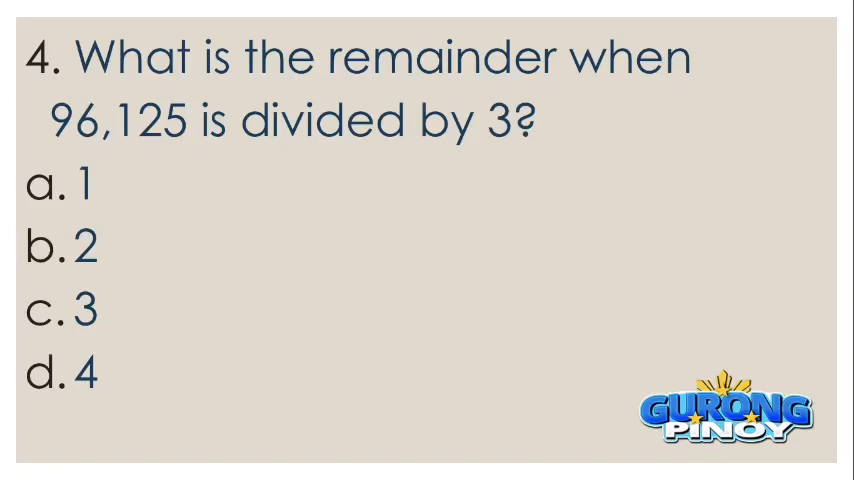 4. What is the remainder when
96,125 is divided by 3?
a. 1
b. 2
c. 3
d. 4
GURONG
PINOY